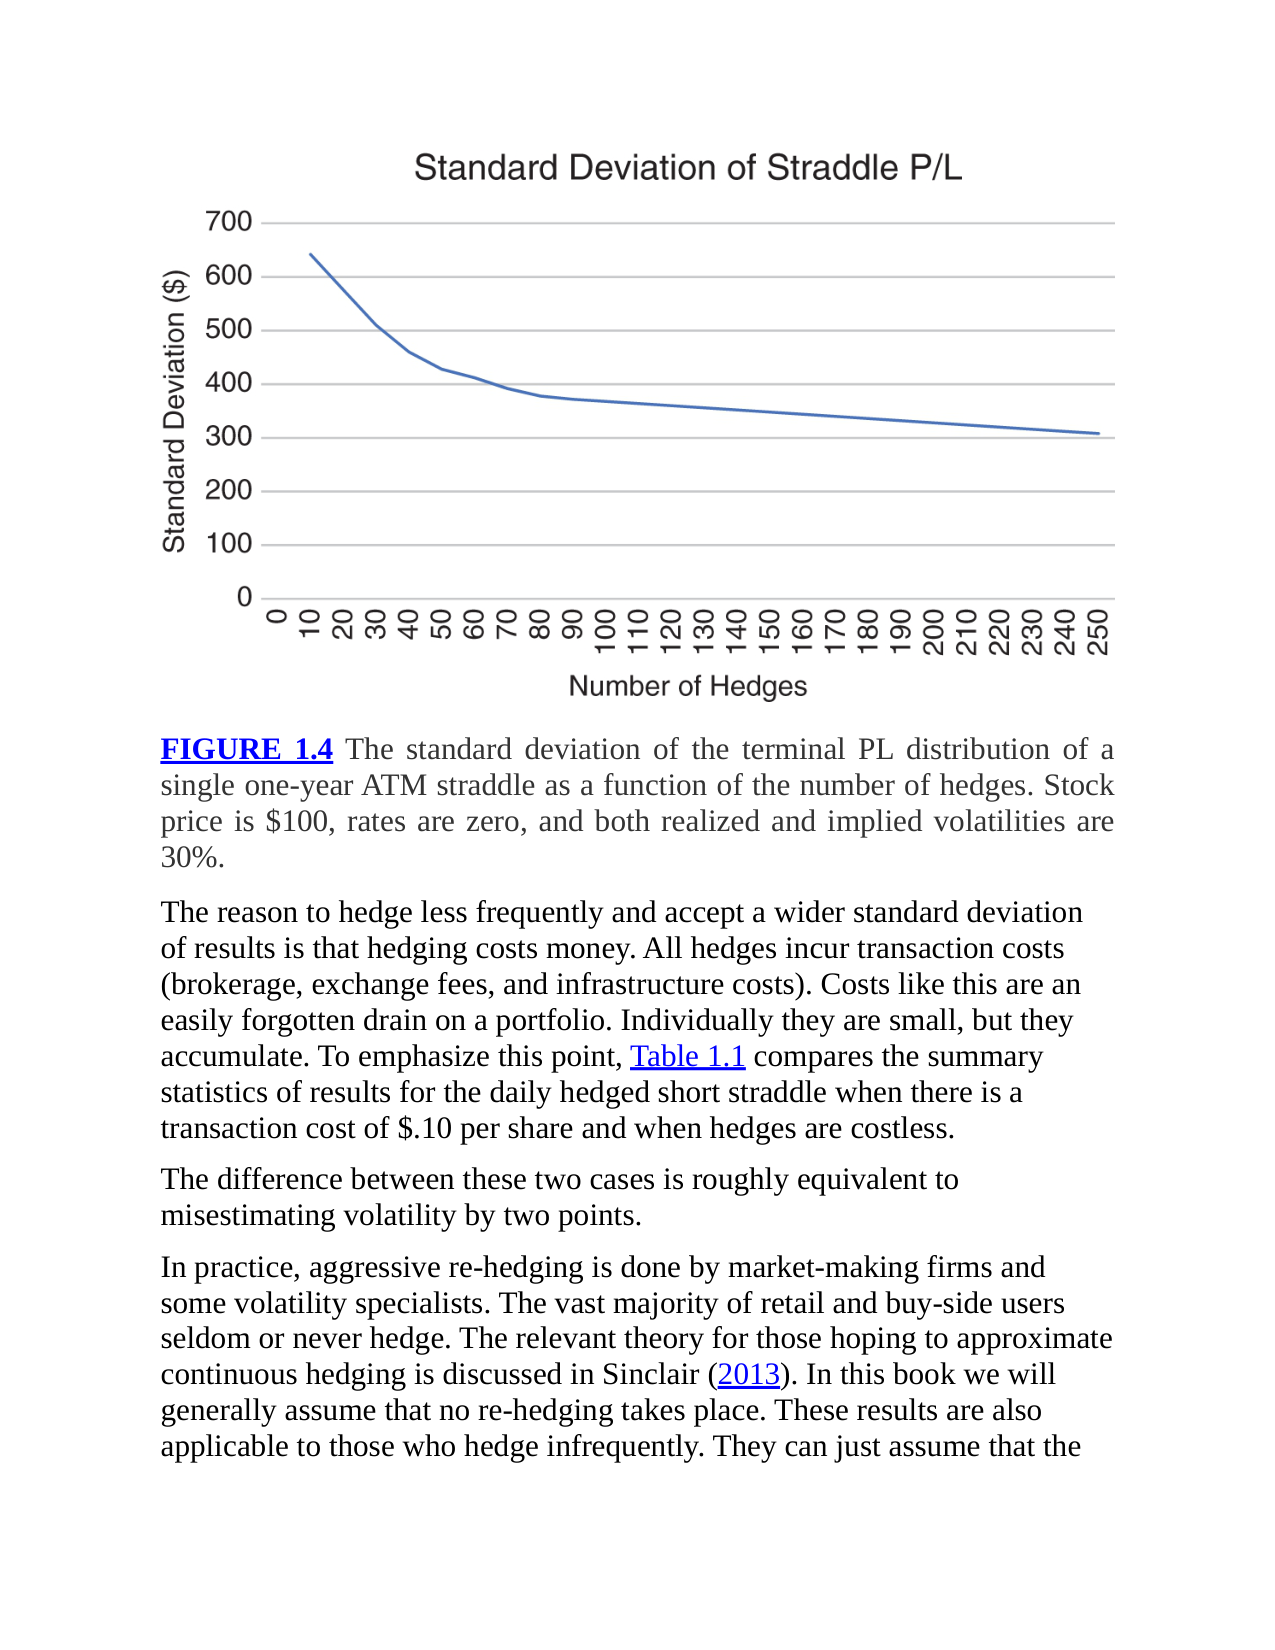 Standard Deviation of Straddle P/L
Standard Deviation ($)
700
600
500
400
300
200
100
0
0 10 20 30 40 50 60 70 80 90 100 110 120 130 140 150 160 170 180 190 200 210 220 230 240 250
Number of Hedges
FIGURE 1.4 The standard deviation of the terminal PL distribution of a
single one-year ATM straddle as a function of the number of hedges. Stock
price is $100, rates are zero, and both realized and implied volatilities are
30%.
The reason to hedge less frequently and accept a wider standard deviation
of results is that hedging costs money. All hedges incur transaction costs
(brokerage, exchange fees, and infrastructure costs). Costs like this are an
easily forgotten drain on a portfolio. Individually they are small, but they
accumulate. To emphasize this point, Table 1.1 compares the summary
statistics of results for the daily hedged short straddle when there is a
transaction cost of $.10 per share and when hedges are costless.
The difference between these two cases is roughly equivalent to
misestimating volatility by two points.
In practice, aggressive re-hedging is done by market-making firms and
some volatility specialists. The vast majority of retail and buy-side users
seldom or never hedge. The relevant theory for those hoping to approximate
continuous hedging is discussed in Sinclair (2013). In this book we will
generally assume that no re-hedging takes place. These results are also
applicable to those who hedge infrequently. They can just assume that the